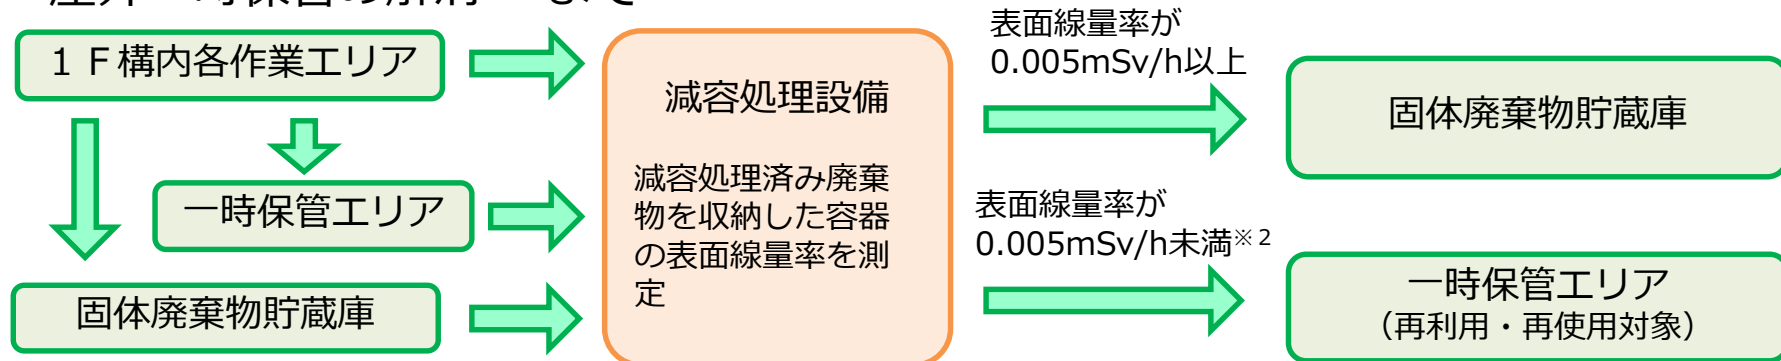 １Ｆ構内各作業エリア
一時保管エリア
固体廃棄物貯蔵庫
減容処理設備
減容処理済み廃棄
物を収納した容器
の表面線量率を測
定
表面線量率が
0.005mSv/h以上
固体廃棄物貯蔵庫
表面線量率が
0.005mSv/h未満※２
一時保管エリア
（再利用・再使用対象）